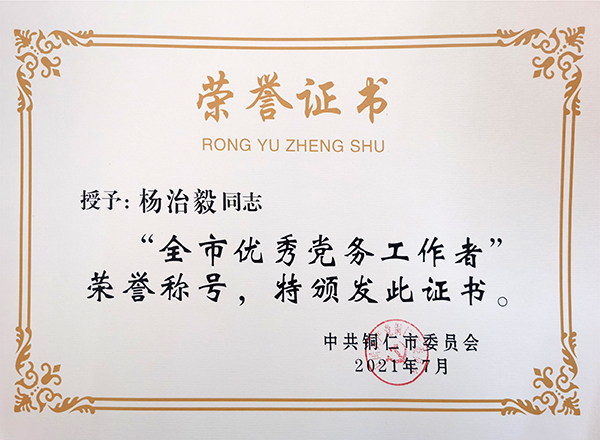 荣誉证书
RONG YU ZHENG SHU
授予：杨治毅同志
“全市优秀党务工作者”
荣誉称号，特颁发此证书。
中共铜仁市委员会
2021年7月